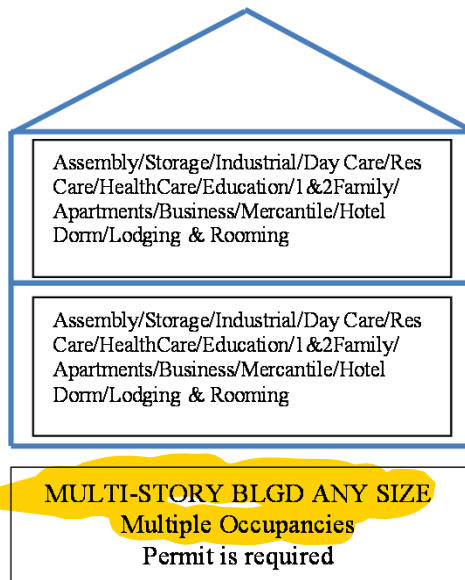 Assembly/Storage/Industrial/Day Care/Res
Care/HealthCare/Education/1&2Family/
Apartments/Business/Mercantile/Hotel
Dorm/Lodging & Rooming
Assembly/Storage/Industrial/Day Care/Res
Care/HealthCare/Education/1&2Family/
Apartments/Business/Mercantile/Hotel
Dorm/Lodging & Rooming
MULTI-STORY BLGD ANY SIZE
Multiple Occupancies
Permit is required